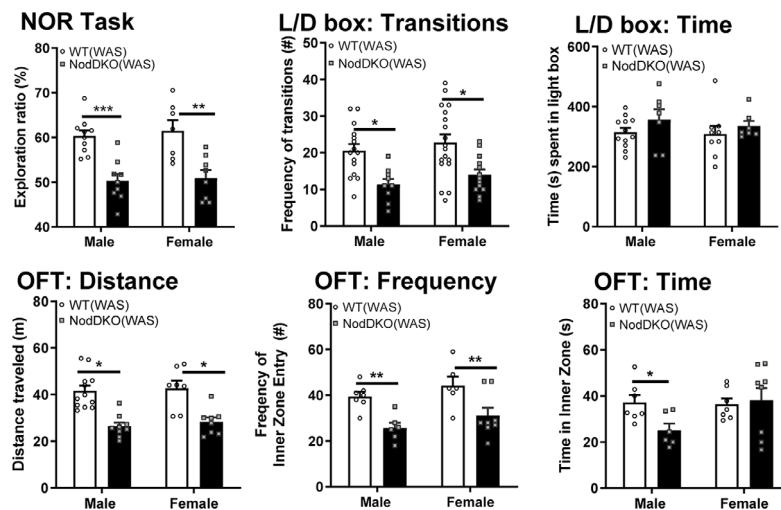 NOR Task
WT(WAS)
NodDKO(WAS)
Exploration ratio (%)
80
70
60
50
40
***
**
Male
Female
L/D box: Transitions
WT(WAS)
NodDKO(WAS)
Frequency of transitions (#)
50
40
30
20
10
0
*
*
Male
Female
L/D box: Time
WT(WAS)
NodDKO(WAS)
Time (s) spent in light box
600
400
200
0
Male
Female
OFT: Distance
WT(WAS)
NodDKO(WAS)
Distance traveled (m)
80
60
40
20
0
*
*
Male
Female
OFT: Frequency
WT(WAS)
NodDKO(WAS)
Freqency of
Inner Zone Entry (#)
80
60
40
20
0
**
**
Male
Female
OFT: Time
WT(WAS)
NodDKO(WAS)
Time in Inner Zone (s)
80
60
40
20
0
*
Male
Female